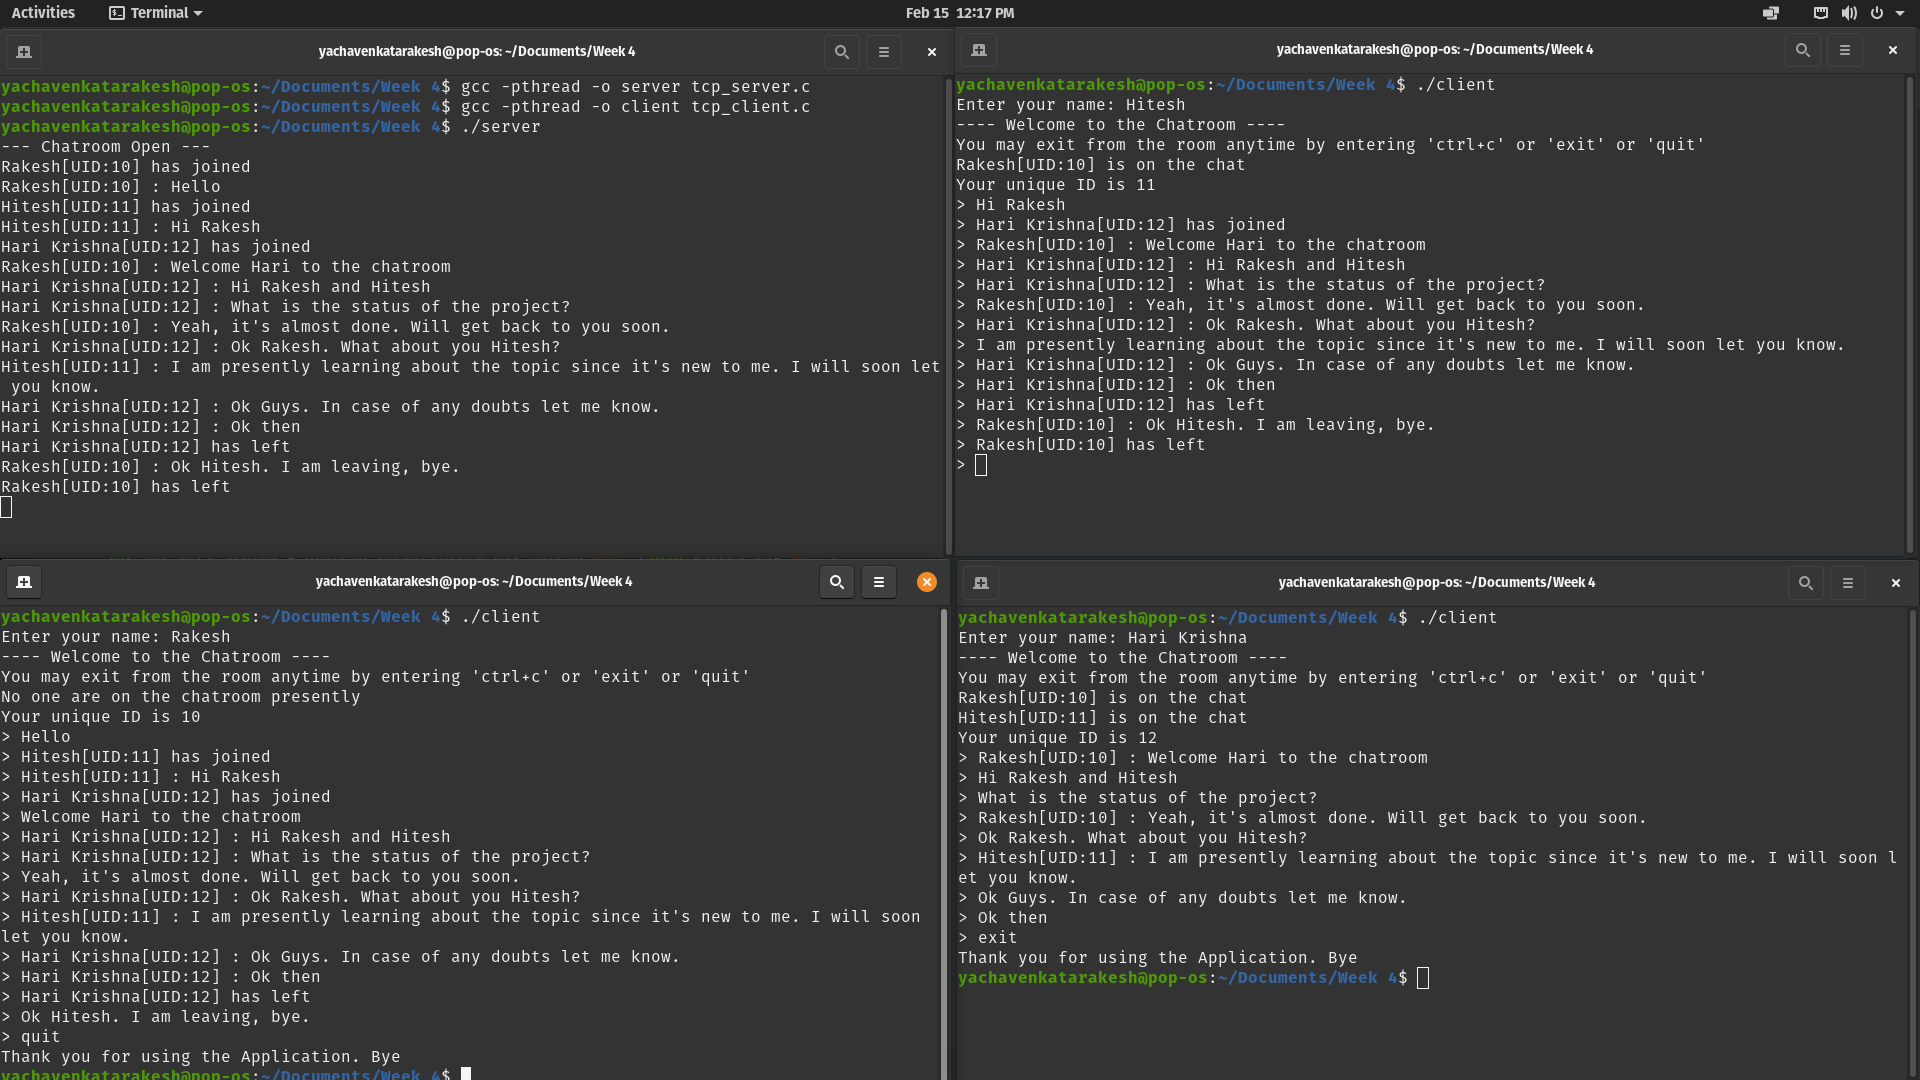 Activities
Terminal
Feb 15 12:17 PM
yachavenkatarakesh@pop-os: ~/Documents/Week 4
yachavenkatarakesh@pop-os:~/Documents/Week 4$ gcc -pthread -o server tcp_server.c
yachavenkatarakesh@pop-os:~/Documents/Week 4$ gcc -pthread -o client tcp_client.c
yachavenkatarakesh@pop-os:~/Documents/Week 4$ ./server
--- Chatroom Open ---
Rakesh[UID:10] has joined
Rakesh[UID:10] : Hello
Hitesh[UID:11] has joined
Hitesh[UID:11] : Hi Rakesh
Hari Krishna[UID:12] has joined
Rakesh[UID:10] : Welcome Hari to the chatroom
Hari Krishna[UID:12] : Hi Rakesh and Hitesh
Hari Krishna[UID:12] : What is the status of the project?
Rakesh[UID:10] : Yeah, it's almost done. Will get back to you soon.
Hari Krishna[UID:12] : Ok Rakesh. What about you Hitesh?
Hitesh[UID:11] : I am presently learning about the topic since it's new to me. I will soon let
 you know.
Hari Krishna[UID:12] : Ok Guys. In case of any doubts let me know.
Hari Krishna[UID:12] : Ok then
Hari Krishna[UID:12] has left
Rakesh[UID:10] : Ok Hitesh. I am leaving, bye.
Rakesh[UID:10] has left
yachavenkatarakesh@pop-os: ~/Documents/Week 4
yachavenkatarakesh@pop-os:~/Documents/Week 4$ ./client
Enter your name: Hitesh
---- Welcome to the Chatroom ----
You may exit from the room anytime by entering 'ctrl+c' or 'exit' or 'quit'
Rakesh[UID:10] is on the chat
Your unique ID is 11
> Hi Rakesh
> Hari Krishna[UID:12] has joined
> Rakesh[UID:10] : Welcome Hari to the chatroom
> Hari Krishna[UID:12] : Hi Rakesh and Hitesh
> Hari Krishna[UID:12] : What is the status of the project?
> Rakesh[UID:10] : Yeah, it's almost done. Will get back to you soon.
> Hari Krishna[UID:12] : Ok Rakesh. What about you Hitesh?
> I am presently learning about the topic since it's new to me. I will soon let you know.
> Hari Krishna[UID:12] : Ok Guys. In case of any doubts let me know.
> Hari Krishna[UID:12] : Ok then
> Hari Krishna[UID:12] has left
> Rakesh[UID:10] : Ok Hitesh. I am leaving, bye.
> Rakesh[UID:10] has left
>
yachavenkatarakesh@pop-os: ~/Documents/Week 4
yachavenkatarakesh@pop-os:~/Documents/Week 4$ ./client
Enter your name: Rakesh
---- Welcome to the Chatroom ----
You may exit from the room anytime by entering 'ctrl+c' or 'exit' or 'quit'
No one are on the chatroom presently
Your unique ID is 10
> Hello
> Hitesh[UID:11] has joined
> Hitesh[UID:11] : Hi Rakesh
> Hari Krishna[UID:12] has joined
> Welcome Hari to the chatroom
> Hari Krishna[UID:12] : Hi Rakesh and Hitesh
> Hari Krishna[UID:12] : What is the status of the project?
> Yeah, it's almost done. Will get back to you soon.
> Hari Krishna[UID:12] : Ok Rakesh. What about you Hitesh?
> Hitesh[UID:11] : I am presently learning about the topic since it's new to me. I will soon
let you know.
> Hari Krishna[UID:12] : Ok Guys. In case of any doubts let me know.
> Hari Krishna[UID:12] : Ok then
> Hari Krishna[UID:12] has left
> Ok Hitesh. I am leaving, bye.
> quit
Thank you for using the Application. Bye
yachavenkatarakesh@pop-os:~/Documents/Week 4$
yachavenkatarakesh@pop-os: ~/Documents/Week 4
yachavenkatarakesh@pop-os:~/Documents/Week 4$ ./client
Enter your name: Hari Krishna
---- Welcome to the Chatroom ----
You may exit from the room anytime by entering 'ctrl+c' or 'exit' or 'quit'
Rakesh[UID:10] is on the chat
Hitesh[UID:11] is on the chat
Your unique ID is 12
> Rakesh[UID:10] : Welcome Hari to the chatroom
> Hi Rakesh and Hitesh
> What is the status of the project?
> Rakesh[UID:10] : Yeah, it's almost done. Will get back to you soon.
> Ok Rakesh. What about you Hitesh?
> Hitesh[UID:11] : I am presently learning about the topic since it's new to me. I will soon l
et you know.
> Ok Guys. In case of any doubts let me know.
> Ok then
> exit
Thank you for using the Application. Bye
yachavenkatarakesh@pop-os:~/Documents/Week 4$